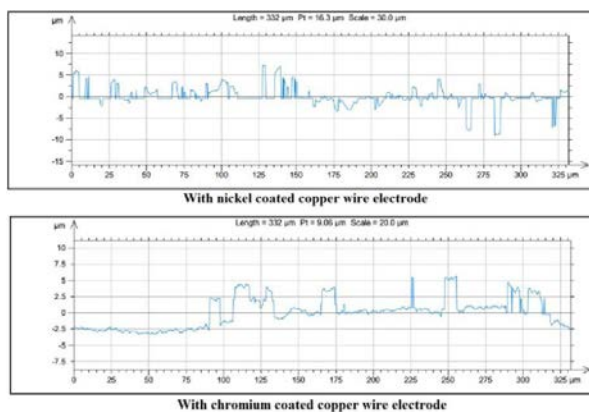 Length = 332 µm  Pt = 16.3 µm  Scale = 30.0 µm
µm
10
5
0
-5
-10
-15
0 25 50 75 100 125 150 175 200 225 250 275 300 325 µm
With nickel coated copper wire electrode
Length = 332 µm  Pt = 9.06 µm  Scale = 20.0 µm
µm
10
7.5
5
2.5
0
-2.5
-5
-7.5
0 25 50 75 100 125 150 175 200 225 250 275 300 325 µm
With chromium coated copper wire electrode